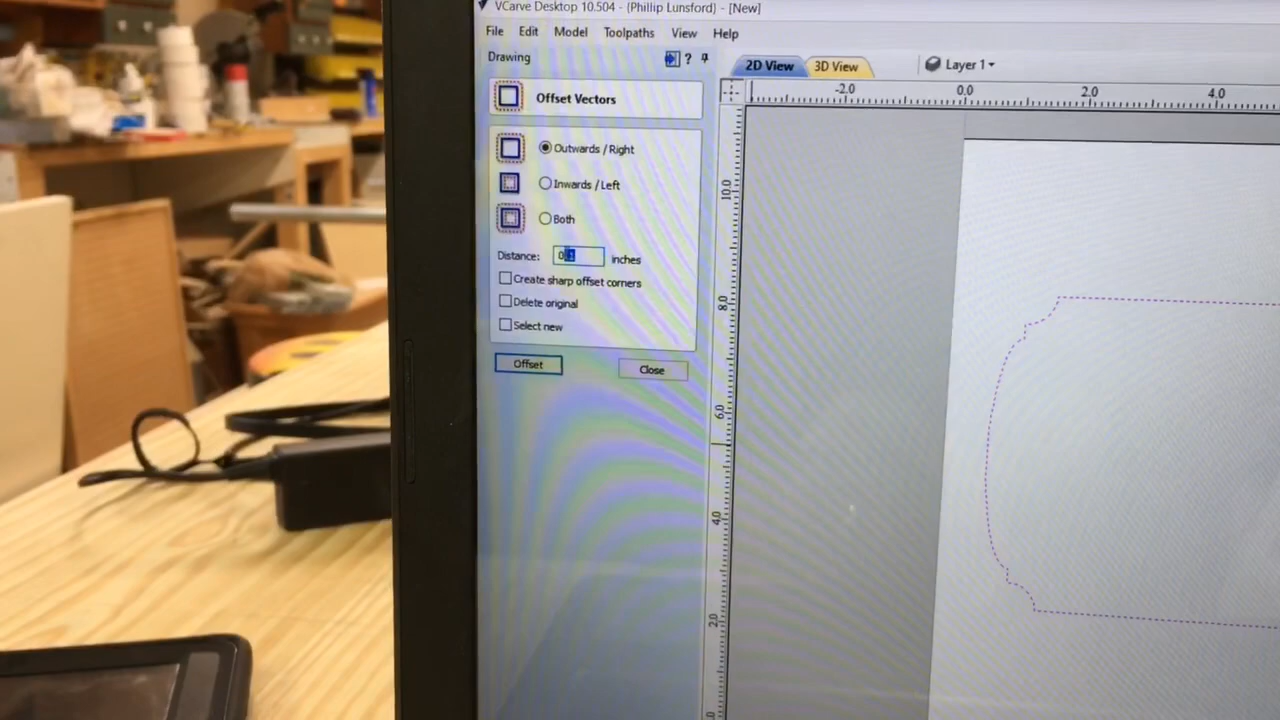 VCarve Desktop 10.504 - (Phillip Lunsford) - [New]
File Edit Model Toolpaths View Help
Drawing ?
2D View 3D View Layer 1
Offset Vectors
-2.0 0.0 2.0 4.0
Outwards / Right
Inwards / Left
Both
Distance: inches
Create sharp offset corners
Delete original
Select new
Offset Close
10.0
8.0
6.0
4.0
2.0